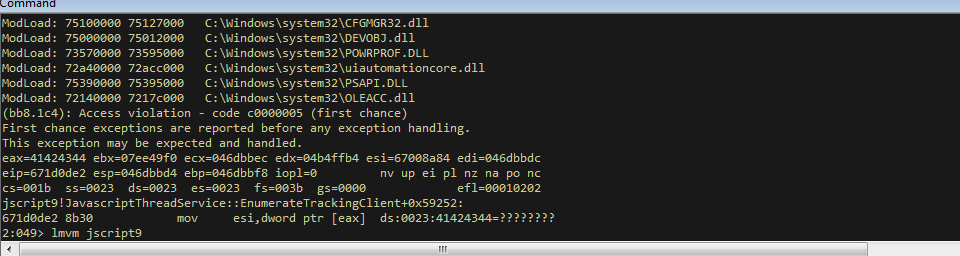 Command
ModLoad: 75100000 75127000   C:\Windows\system32\CFGMGR32.dll
ModLoad: 75000000 75012000   C:\Windows\system32\DEVOBJ.dll
ModLoad: 73570000 73595000   C:\Windows\system32\POWRPROF.DLL
ModLoad: 72a40000 72acc000   C:\Windows\system32\uiautomationcore.dll
ModLoad: 75390000 75395000   C:\Windows\system32\PSAPI.DLL
ModLoad: 72140000 7217c000   C:\Windows\system32\OLEACC.dll
(bb8.1c4): Access violation - code c0000005 (first chance)
First chance exceptions are reported before any exception handling.
This exception may be expected and handled.
eax=41424344 ebx=07ee49f0 ecx=046dbbec edx=04b4ffb4 esi=67008a84 edi=046dbbdc
eip=671d0de2 esp=046dbbd4 ebp=046dbbf8 iopl=0         nv up ei pl nz na po nc
cs=001b  ss=0023  ds=0023  es=0023  fs=003b  gs=0000             efl=00010202
jscript9!JavascriptThreadService::EnumerateTrackingClient+0x59252:
671d0de2 8b30            mov     esi,dword ptr [eax]  ds:0023:41424344=????????
2:049> lmvm jscript9